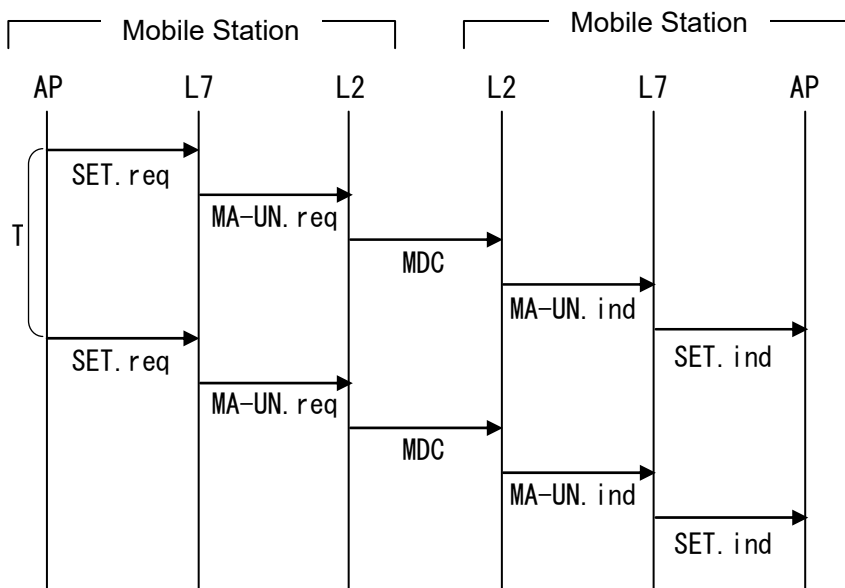 Mobile Station Mobile Station
AP L7 L2 L2 L7 AP
SET.req
MA-UN.req
T
MDC
MA-UN.ind
SET.req
SET.ind
MA-UN.req
MDC
MA-UN.ind
SET.ind